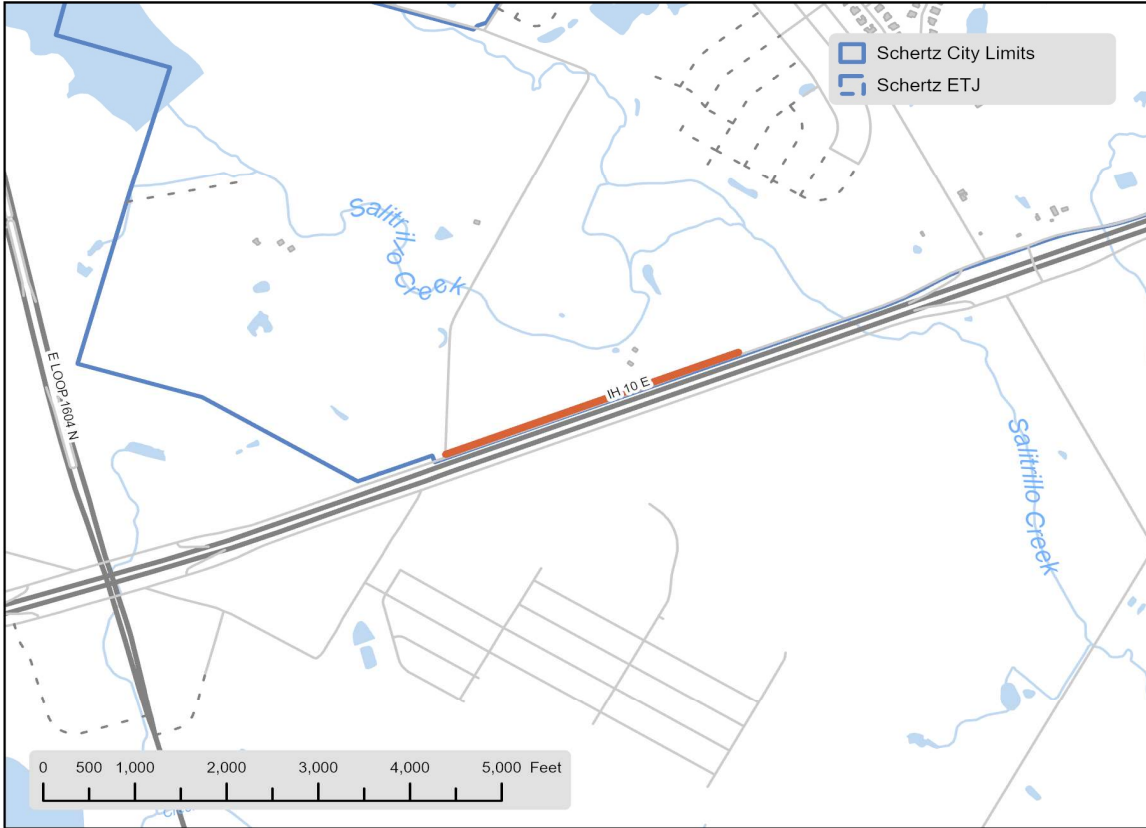 Schertz City Limits
Schertz ETJ
Salitrillo Creek
E LOOP 1604 N
IH 10 E
Salitrillo Creek
0 500 1,000 2,000 3,000 4,000 5,000 Feet